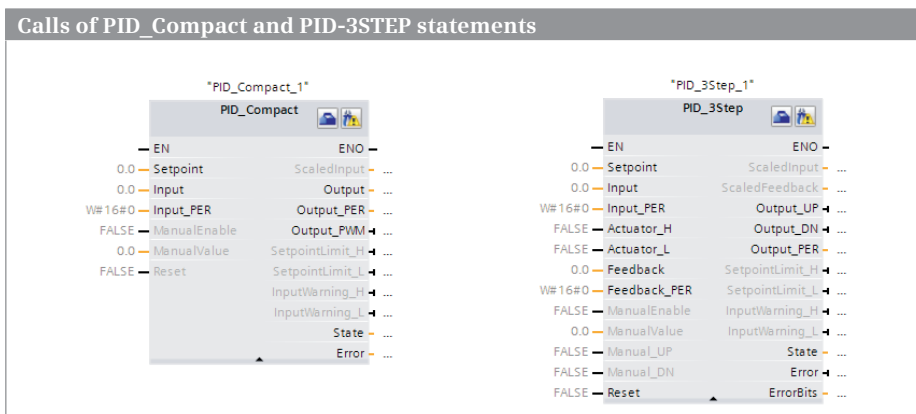 Calls of PID_Compact and PID-3STEP statements
"PID_Compact_1"
PID_Compact
EN ENO
0.0 Setpoint ScaledInput ...
0.0 Input Output ...
W#16#0 Input_PER Output_PER ...
FALSE ManualEnable Output_PWM ...
0.0 ManualValue SetpointLimit_H ...
FALSE Reset SetpointLimit_L ...
InputWarning_H ...
InputWarning_L ...
State ...
Error ...
"PID_3Step_1"
PID_3Step
EN ENO
0.0 Setpoint ScaledInput ...
0.0 Input ScaledFeedback ...
W#16#0 Input_PER Output_UP ...
FALSE Actuator_H Output_DN ...
FALSE Actuator_L Output_PER ...
0.0 Feedback SetpointLimit_H ...
W#16#0 Feedback_PER SetpointLimit_L ...
FALSE ManualEnable InputWarning_H ...
0.0 ManualValue InputWarning_L ...
FALSE Manual_UP State ...
FALSE Manual_DN Error ...
FALSE Reset ErrorBits ...